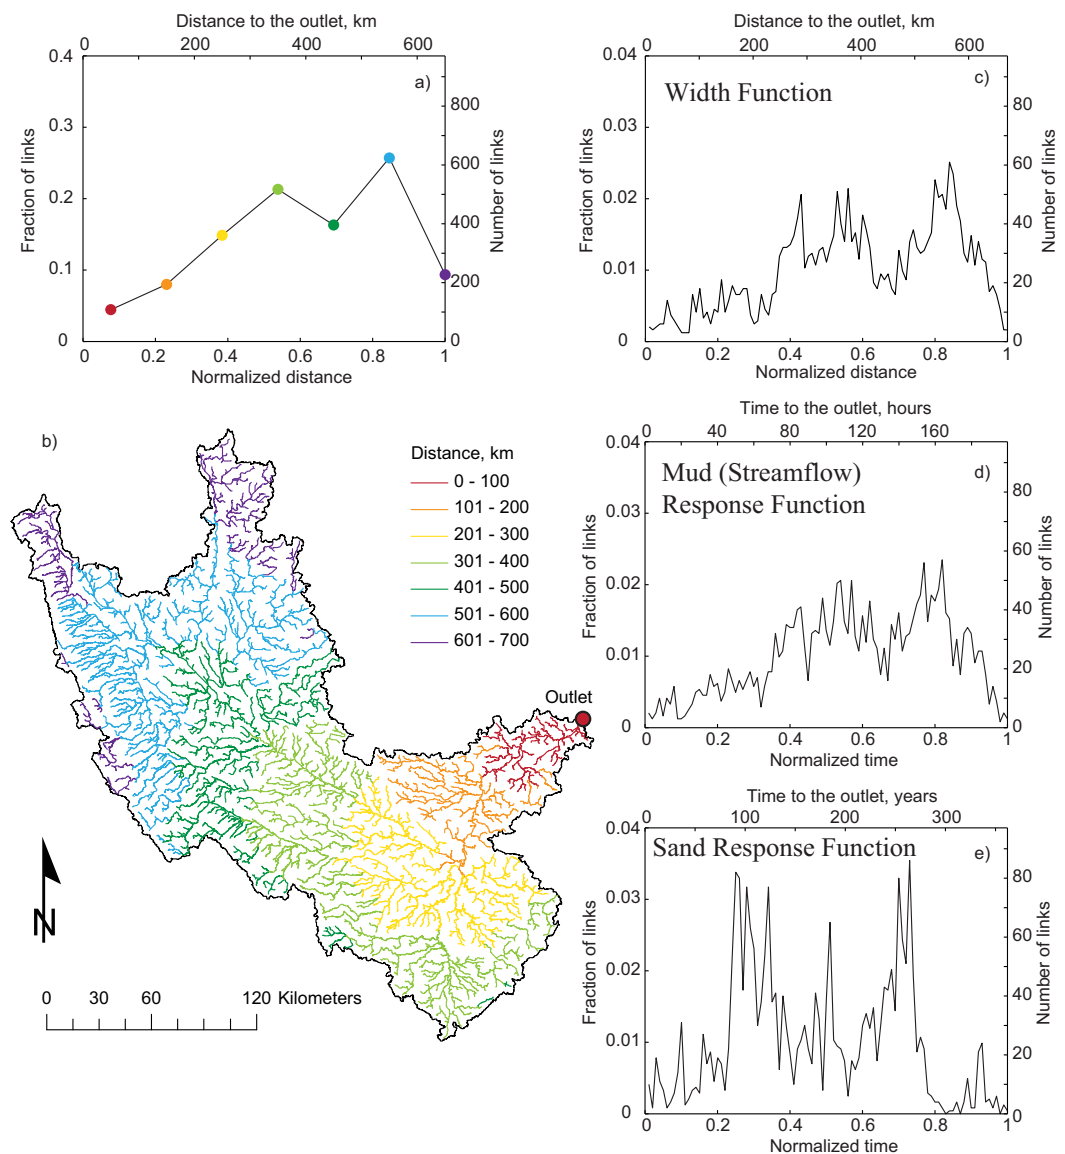 Distance to the outlet, km
0 200 400 600
0.4
0.3
0.2
0.1
0
Fraction of links
a)
800
600
400
200
0
Number of links
0 0.2 0.4 0.6 0.8 1
Normalized distance
Distance to the outlet, km
0 200 400 600
0.04
0.03
0.02
0.01
0
Fraction of links
c)
Width Function
80
60
40
20
0
Number of links
0 0.2 0.4 0.6 0.8 1
Normalized distance
b)
Distance, km
0 - 100
101 - 200
201 - 300
301 - 400
401 - 500
501 - 600
601 - 700
Outlet
N
0 30 60 120 Kilometers
Time to the outlet, hours
0 40 80 120 160
0.04
0.03
0.02
0.01
0
Fraction of links
d)
Mud (Streamflow)
Response Function
80
60
40
20
0
Number of links
0 0.2 0.4 0.6 0.8 1
Normalized time
Time to the outlet, years
0 100 200 300
0.04
0.03
0.02
0.01
0
Fraction of links
Sand Response Function
e)
80
60
40
20
0
Number of links
0 0.2 0.4 0.6 0.8 1
Normalized time